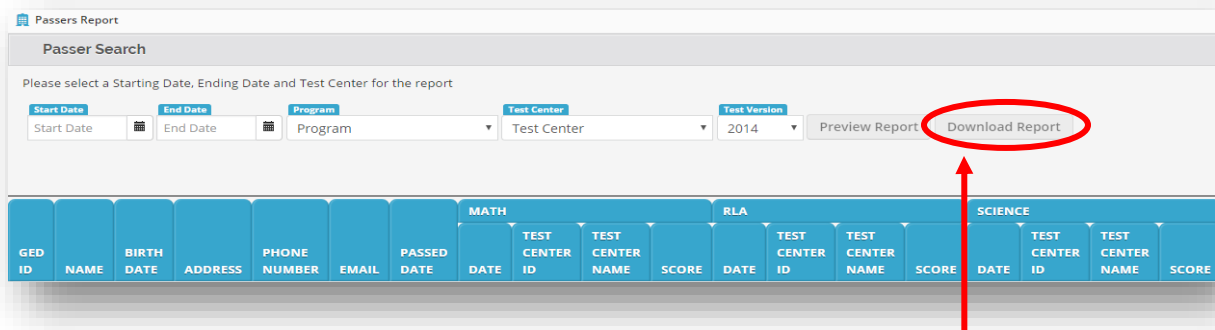 Passers Report
Passer Search
Please select a Starting Date, Ending Date and Test Center for the report
Start Date End Date Program Test Center Test Version
Start Date End Date Program Test Center 2014 Preview Report Download Report
MATH RLA SCIENCE
GED ID NAME BIRTH DATE ADDRESS PHONE NUMBER EMAIL PASSED DATE DATE TEST CENTER ID TEST CENTER NAME SCORE DATE TEST CENTER ID TEST CENTER NAME SCORE DATE TEST CENTER ID TEST CENTER NAME SCORE